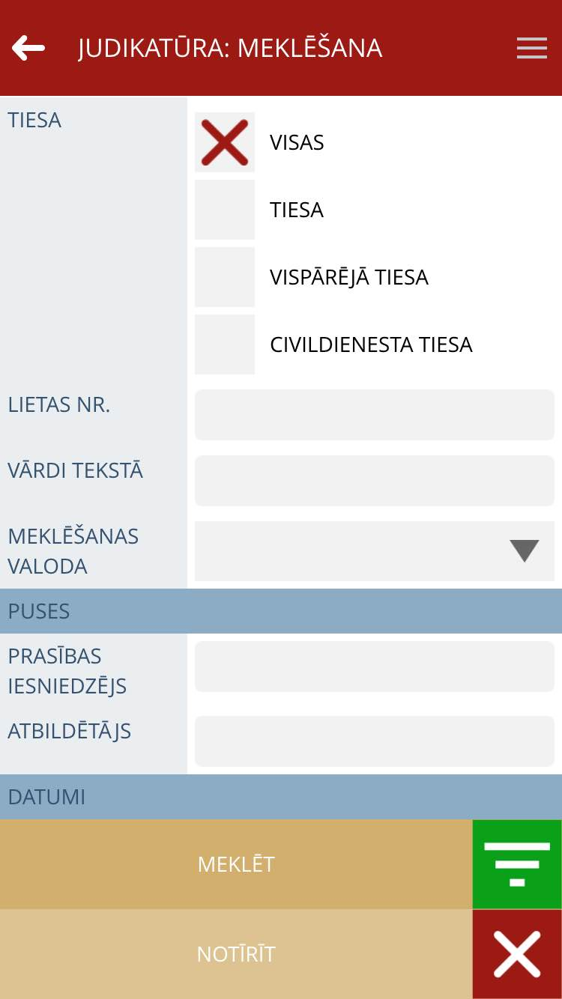 JUDIKATŪRA: MEKLĒŠANA
TIESA
VISAS
TIESA
VISPĀRĒJĀ TIESA
CIVILDIENESTA TIESA
LIETAS NR.
VĀRDI TEKSTĀ
MEKLĒŠANAS
VALODA
PUSES
PRASĪBAS
IESNIEDZĒJS
ATBILDĒTĀJS
DATUMI
MEKLĒT
NOTĪRĪT